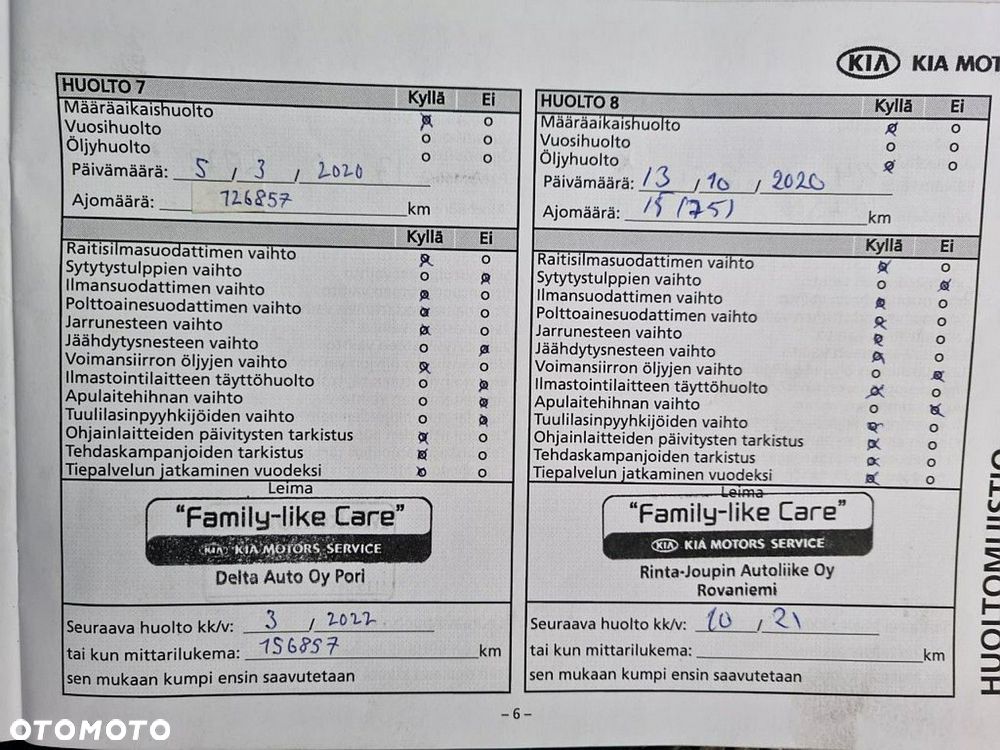 KIA KIA MOT
HUOLTO 7 Kyllä Ei
Määräaikaishuolto
Vuosihuolto
Öljyhuolto
Päivämäärä: 5 / 3 / 2020
Ajomäärä: 126857 km
Kyllä Ei
Raitisilmasuodattimen vaihto
Sytytystulppien vaihto
Ilmansuodattimen vaihto
Polttoainesuodattimen vaihto
Jarrunesteen vaihto
Jäähdytysnesteen vaihto
Voimansiirron öljyjen vaihto
Ilmastointilaitteen täyttöhuolto
Apulaitehihnan vaihto
Tuulilasinpyyhkijöiden vaihto
Ohjainlaitteiden päivitysten tarkistus
Tehdaskampanjoiden tarkistus
Tiepalvelun jatkaminen vuodeksi
Leima
"Family-like Care"
KIA KIA MOTORS SERVICE
Delta Auto Oy Pori
Seuraava huolto kk/v: 3 / 2022
tai kun mittarilukema: 156857 km
sen mukaan kumpi ensin saavutetaan
HUOLTO 8 Kyllä Ei
Määräaikaishuolto
Vuosihuolto
Öljyhuolto
Päivämäärä: 13 / 10 / 2020
Ajomäärä: km
Kyllä Ei
Raitisilmasuodattimen vaihto
Sytytystulppien vaihto
Ilmansuodattimen vaihto
Polttoainesuodattimen vaihto
Jarrunesteen vaihto
Jäähdytysnesteen vaihto
Voimansiirron öljyjen vaihto
Ilmastointilaitteen täyttöhuolto
Apulaitehihnan vaihto
Tuulilasinpyyhkijöiden vaihto
Ohjainlaitteiden päivitysten tarkistus
Tehdaskampanjoiden tarkistus
Tiepalvelun jatkaminen vuodeksi
Leima
"Family-like Care"
KIA KIA MOTORS SERVICE
Rinta-Joupin Autoliike Oy
Rovaniemi
Seuraava huolto kk/v: 10 / 21
tai kun mittarilukema: km
sen mukaan kumpi ensin saavutetaan
HUOLTOMUISTIO
- 6 -
OTOMOTO